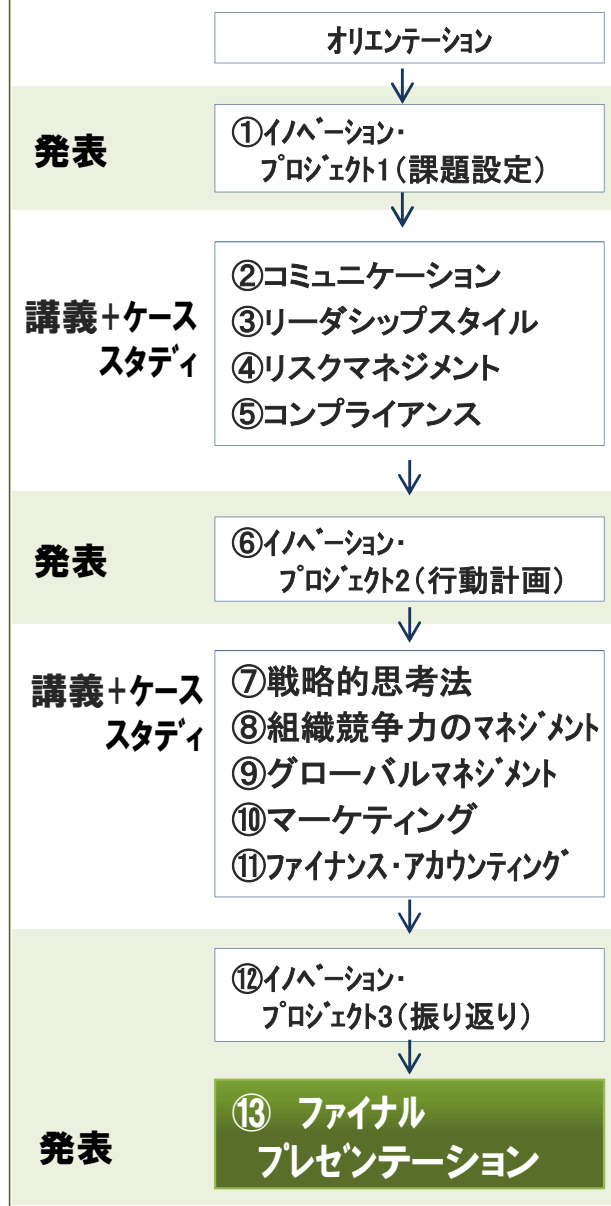 オリエンテーション
発表
①ｲﾉﾍﾞｰｼｮﾝ・
ﾌﾟﾛｼﾞｪｸﾄ1（課題設定）
講義+ケース
スタディ
②コミュニケーション
③リーダシップスタイル
④リスクマネジメント
⑤コンプライアンス
発表
⑥ｲﾉﾍﾞｰｼｮﾝ・
ﾌﾟﾛｼﾞｪｸﾄ2（行動計画）
講義+ケース
スタディ
⑦戦略的思考法
⑧組織競争力のﾏﾈｼﾞﾒﾝﾄ
⑨グローバルﾏﾈｼﾞﾒﾝﾄ
⑩マーケティング
⑪ﾌｧｲﾅﾝｽ・ｱｶｳﾝﾃｨﾝｸﾞ
⑫ｲﾉﾍﾞｰｼｮﾝ・
ﾌﾟﾛｼﾞｪｸﾄ3（振り返り）
発表
⑬ ファイナル
プレゼンテーション